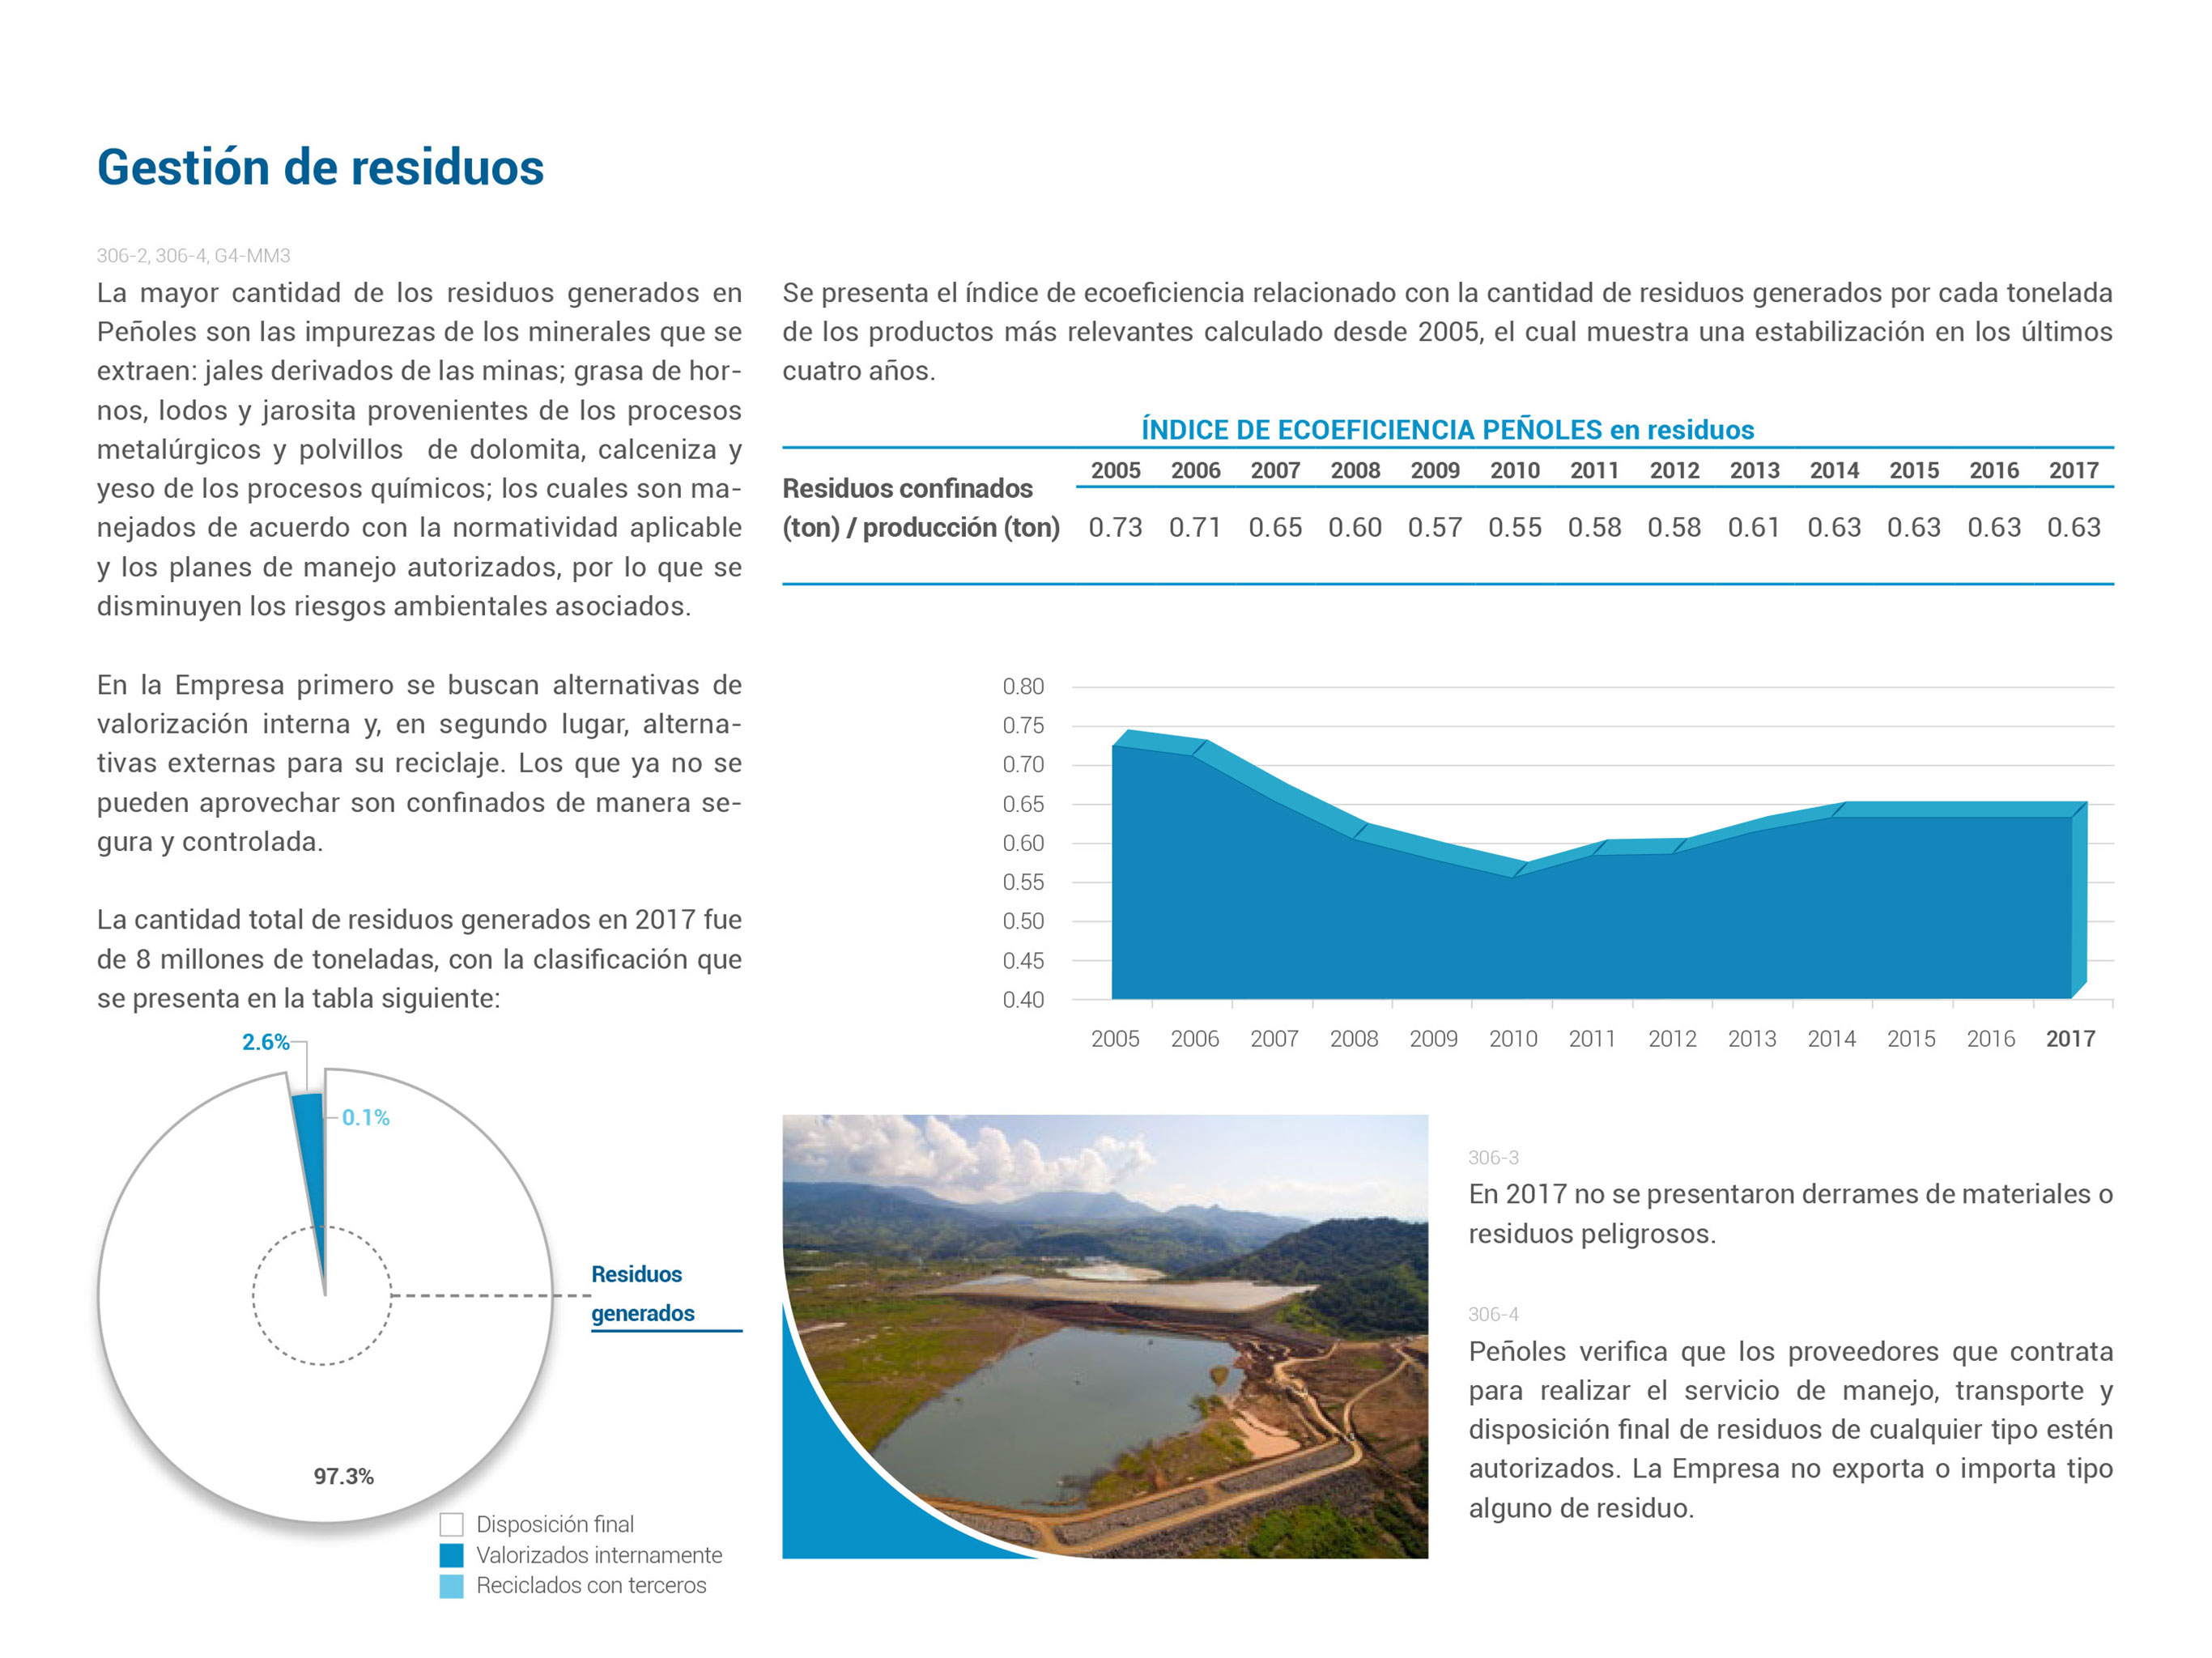 Gestión de residuos
306-2, 306-4, G4-MM3
La mayor cantidad de los residuos generados en
Peñoles son las impurezas de los minerales que se
extraen: jales derivados de las minas; grasa de hor-
nos, lodos y jarosita provenientes de los procesos
metalúrgicos y polvillos de dolomita, calceniza y
yeso de los procesos químicos; los cuales son ma-
nejados de acuerdo con la normatividad aplicable
y los planes de manejo autorizados, por lo que se
disminuyen los riesgos ambientales asociados.
En la Empresa primero se buscan alternativas de
valorización interna y, en segundo lugar, alterna-
tivas externas para su reciclaje. Los que ya no se
pueden aprovechar son confinados de manera se-
gura y controlada.
La cantidad total de residuos generados en 2017 fue
de 8 millones de toneladas, con la clasificación que
se presenta en la tabla siguiente:
2.6%
0.1%
Residuos
generados
97.3%
Disposición final
Valorizados internamente
Reciclados con terceros
Se presenta el índice de ecoeficiencia relacionado con la cantidad de residuos generados por cada tonelada
de los productos más relevantes calculado desde 2005, el cual muestra una estabilización en los últimos
cuatro años.
ÍNDICE DE ECOEFICIENCIA PEÑOLES en residuos
2005 2006 2007 2008 2009 2010 2011 2012 2013 2014 2015 2016 2017
Residuos confinados
(ton) / producción (ton) 0.73 0.71 0.65 0.60 0.57 0.55 0.58 0.58 0.61 0.63 0.63 0.63 0.63
0.80
0.75
0.70
0.65
0.60
0.55
0.50
0.45
0.40
2005 2006 2007 2008 2009 2010 2011 2012 2013 2014 2015 2016 2017
306-3
En 2017 no se presentaron derrames de materiales o
residuos peligrosos.
306-4
Peñoles verifica que los proveedores que contrata
para realizar el servicio de manejo, transporte y
disposición final de residuos de cualquier tipo estén
autorizados. La Empresa no exporta o importa tipo
alguno de residuo.